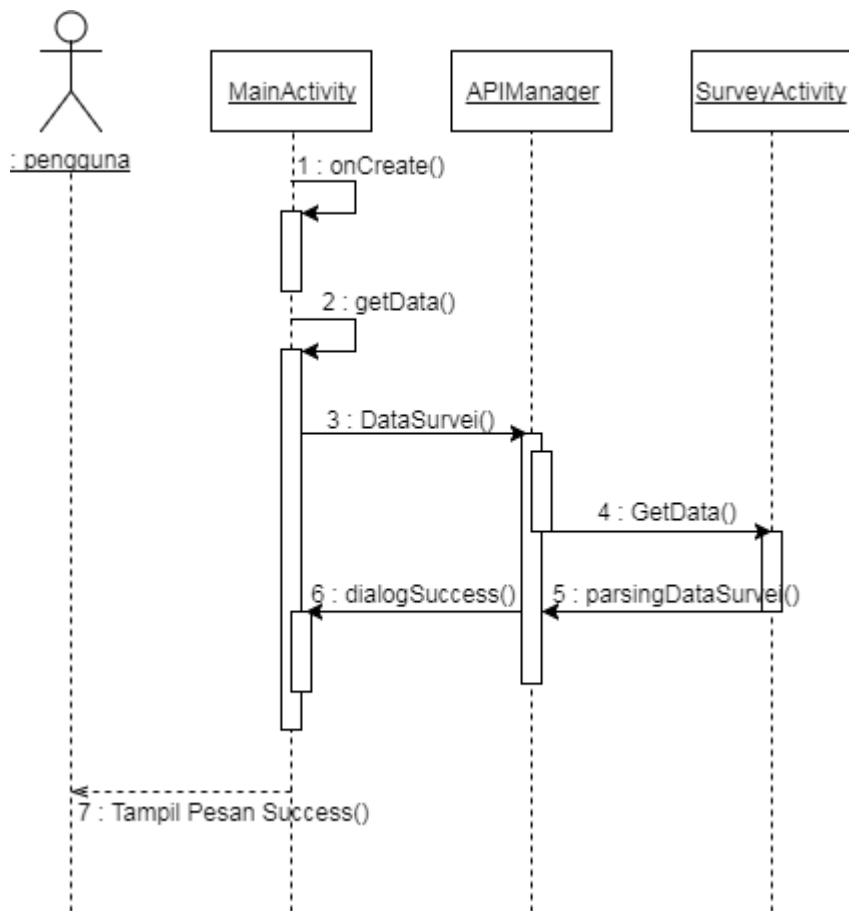 MainActivity
APIManager
SurveyActivity
: pengguna
1 : onCreate()
2 : getData()
3 : DataSurvei()
4 : GetData()
6 : dialogSuccess()
5 : parsingDataSurvei()
7 : Tampil Pesan Success()